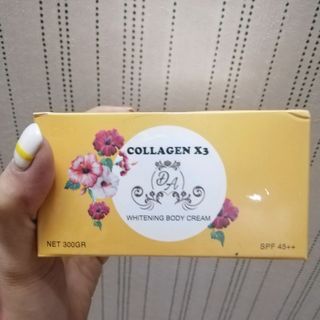 COLLAGEN X3
DA
WHITENING BODY CREAM
NET 300GR
SPF 45++